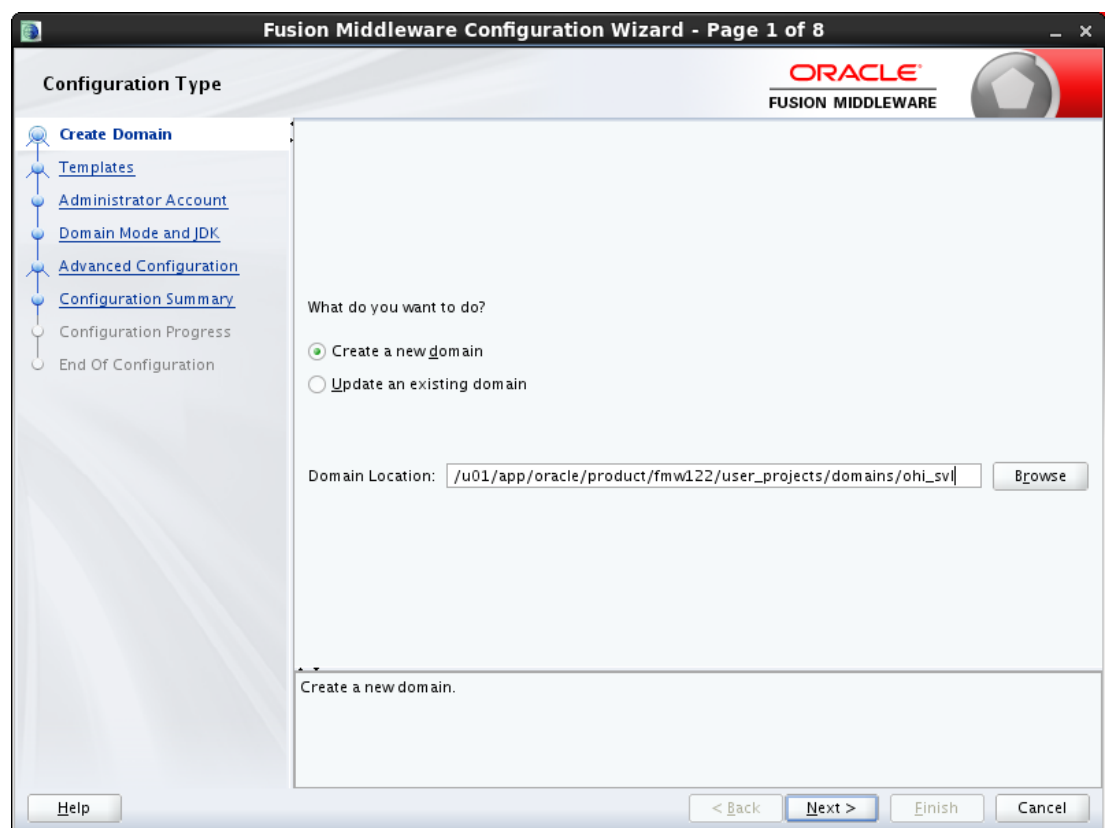 Fusion Middleware Configuration Wizard - Page 1 of 8
Configuration Type
ORACLE
FUSION MIDDLEWARE
Create Domain
Templates
Administrator Account
Domain Mode and JDK
Advanced Configuration
Configuration Summary
Configuration Progress
End Of Configuration
What do you want to do?
Create a new domain
Update an existing domain
Domain Location: /u01/app/oracle/product/fmw122/user_projects/domains/ohi_svl Browse
Create a new domain.
Help < Back Next > Finish Cancel